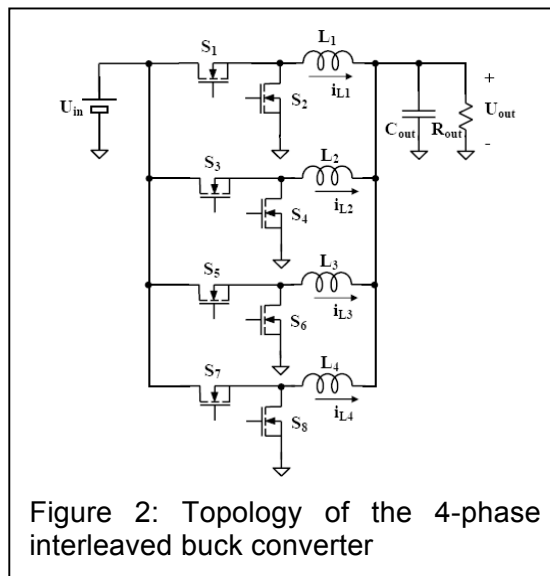 L1
S1
iL1
S2
Uin
+
Uout
-
Cout
Rout
L2
S3
iL2
S4
L3
S5
iL3
S6
L4
S7
iL4
S8
Figure 2: Topology of the 4-phase
interleaved buck converter